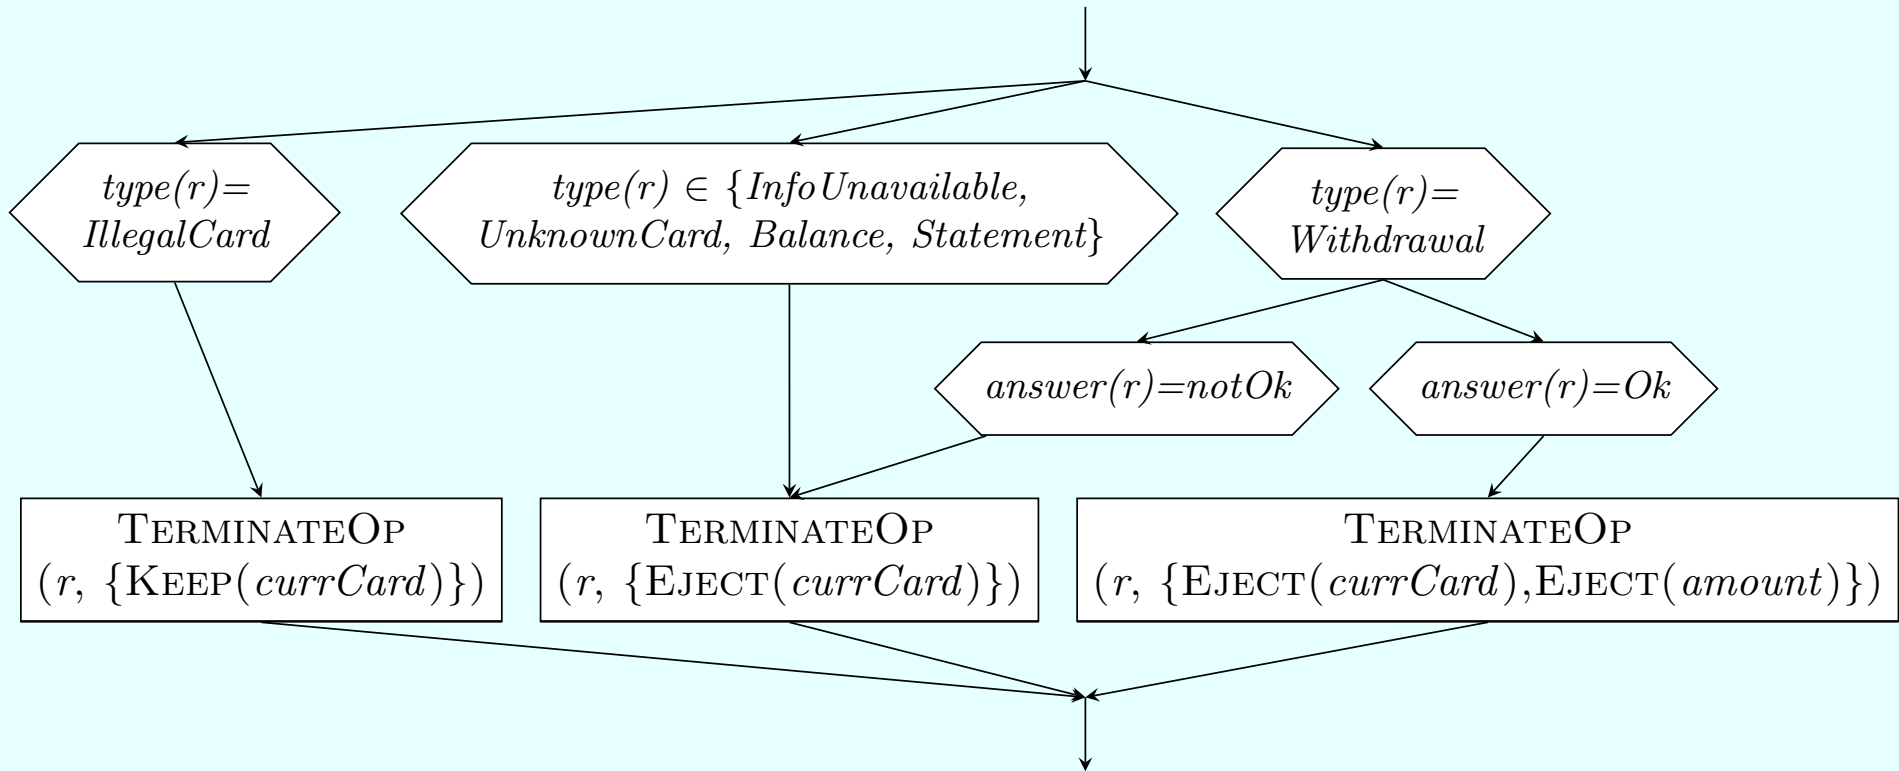 type(r)=
IllegalCard
type(r) ∈ {InfoUnavailable,
UnknownCard, Balance, Statement}
type(r)=
Withdrawal
answer(r)=notOk
answer(r)=Ok
TERMINATEOP
(r, {KEEP(currCard)})
TERMINATEOP
(r, {EJECT(currCard)})
TERMINATEOP
(r, {EJECT(currCard),EJECT(amount)})